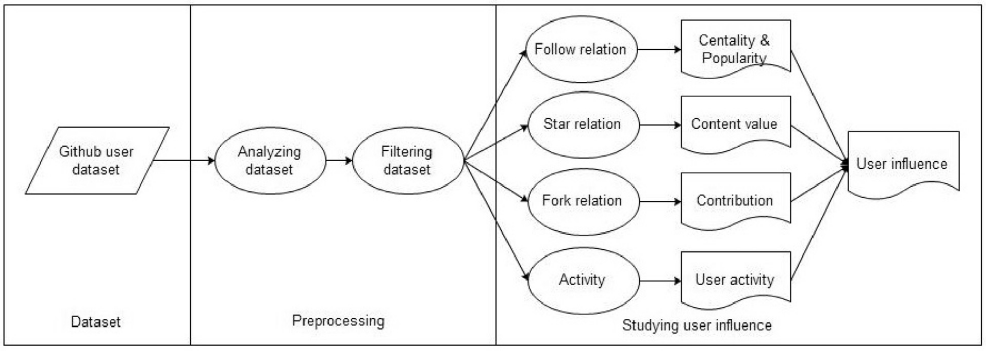 Github user
dataset
Analyzing
dataset
Filtering
dataset
Follow relation
Centality &
Popularity
Star relation
Content value
Fork relation
Contribution
Activity
User activity
User influence
Dataset
Preprocessing
Studying user influence